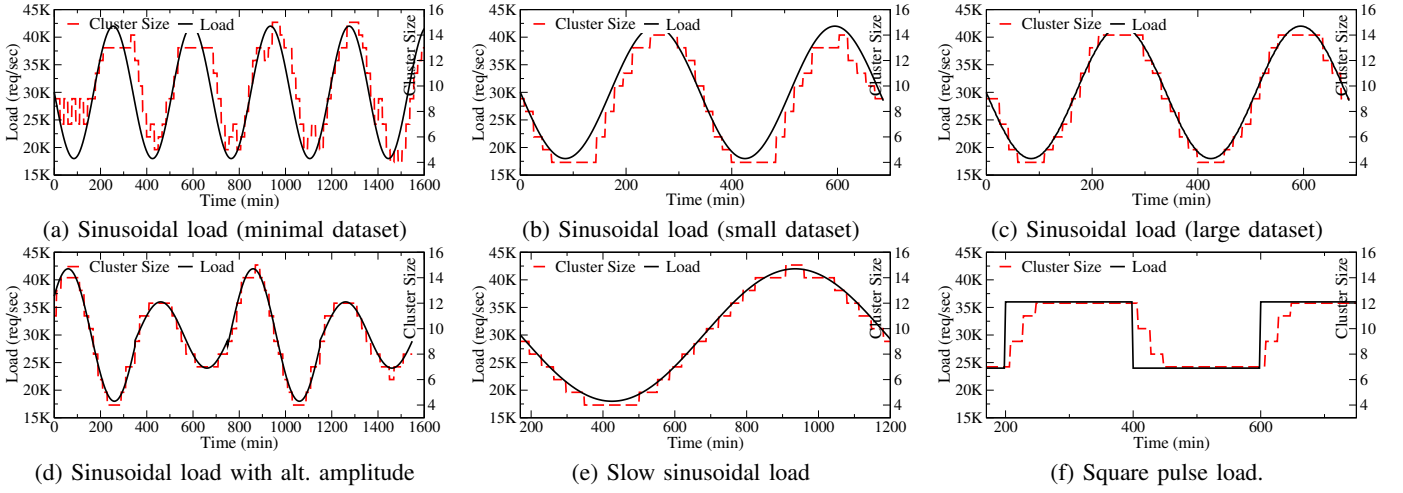 45K
40K
35K
30K
25K
20K
15K
Load (req/sec)
Cluster Size Load
16
14
12
10
8
6
4
Cluster Size
0 200 400 600 800 1000 1200 1400 1600
Time (min)
(a) Sinusoidal load (minimal dataset)
45K
40K
35K
30K
25K
20K
15K
Load (req/sec)
Cluster Size Load
16
14
12
10
8
6
4
Cluster Size
0 200 400 600
Time (min)
(b) Sinusoidal load (small dataset)
45K
40K
35K
30K
25K
20K
15K
Load (req/sec)
Cluster Size Load
16
14
12
10
8
6
4
Cluster Size
0 200 400 600
Time (min)
(c) Sinusoidal load (large dataset)
45K
40K
35K
30K
25K
20K
15K
Load (req/sec)
Cluster Size Load
16
14
12
10
8
6
4
Cluster Size
0 200 400 600 800 1000 1200 1400 1600
Time (min)
(d) Sinusoidal load with alt. amplitude
45K
40K
35K
30K
25K
20K
15K
Load (req/sec)
Cluster Size Load
16
14
12
10
8
6
4
Cluster Size
200 400 600 800 1000 1200
Time (min)
(e) Slow sinusoidal load
45K
40K
35K
30K
25K
20K
15K
Load (req/sec)
Cluster Size Load
16
14
12
10
8
6
4
Cluster Size
200 400 600
Time (min)
(f) Square pulse load.